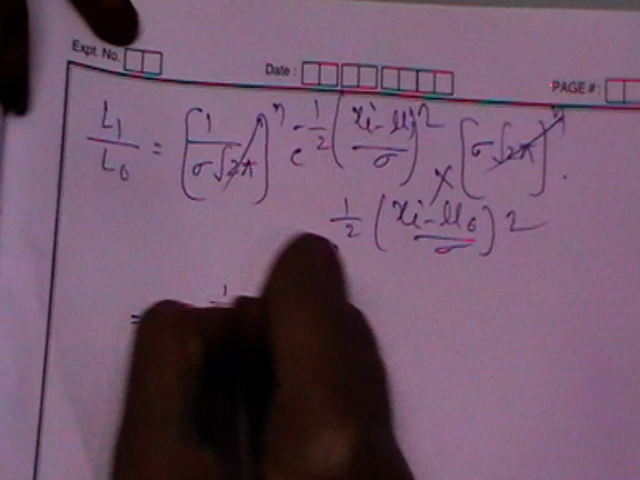 Expt. No.
Date :
PAGE # :
L₁/L₀ = [1/σ√2π]ⁿ e^-1/2 (xi-μ₁/σ)² × [σ√2π]ⁿ .
1/2 (xi-μ₀/σ)²
= 1